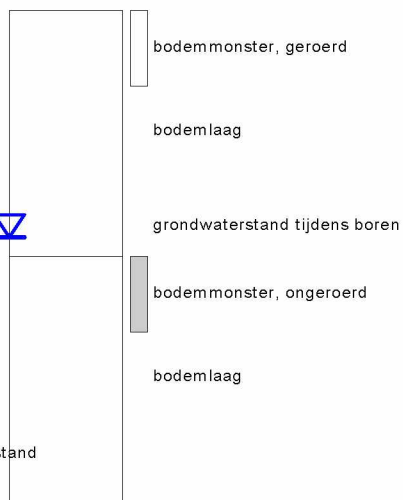 bodemmonster, geroerd
bodemlaag
grondwaterstand tijdens boren
bodemmonster, ongeroerd
bodemlaag
tand